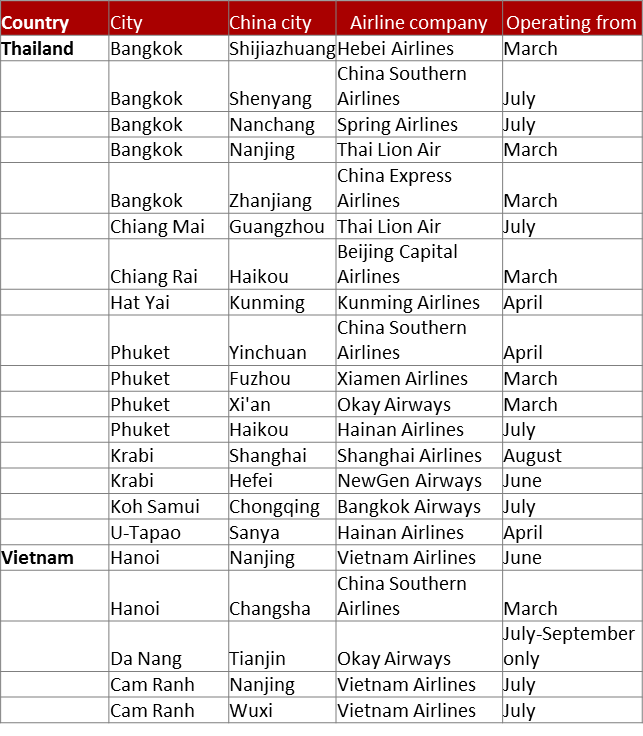 Country City China city Airline company Operating from
Thailand Bangkok Shijiazhuang Hebei Airlines March
China Southern
Bangkok Shenyang Airlines July
Bangkok Nanchang Spring Airlines July
Bangkok Nanjing Thai Lion Air March
China Express
Bangkok Zhanjiang Airlines March
Chiang Mai Guangzhou Thai Lion Air July
Beijing Capital
Chiang Rai Haikou Airlines March
Hat Yai Kunming Kunming Airlines April
China Southern
Phuket Yinchuan Airlines April
Phuket Fuzhou Xiamen Airlines March
Phuket Xi'an Okay Airways March
Phuket Haikou Hainan Airlines July
Krabi Shanghai Shanghai Airlines August
Krabi Hefei NewGen Airways June
Koh Samui Chongqing Bangkok Airways July
U-Tapao Sanya Hainan Airlines April
Vietnam Hanoi Nanjing Vietnam Airlines June
China Southern
Hanoi Changsha Airlines March
July-September
Da Nang Tianjin Okay Airways only
Cam Ranh Nanjing Vietnam Airlines July
Cam Ranh Wuxi Vietnam Airlines July